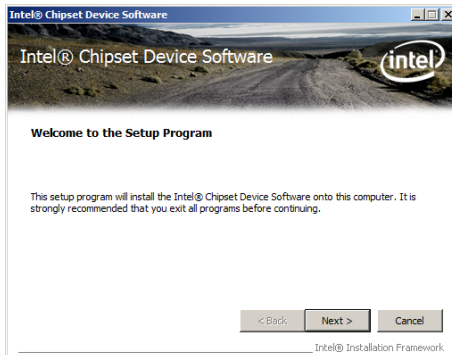 Intel® Chipset Device Software
Intel® Chipset Device Software
intel
Welcome to the Setup Program
This setup program will install the Intel® Chipset Device Software onto this computer. It is
strongly recommended that you exit all programs before continuing.
< Back
Next >
Cancel
Intel® Installation Framework